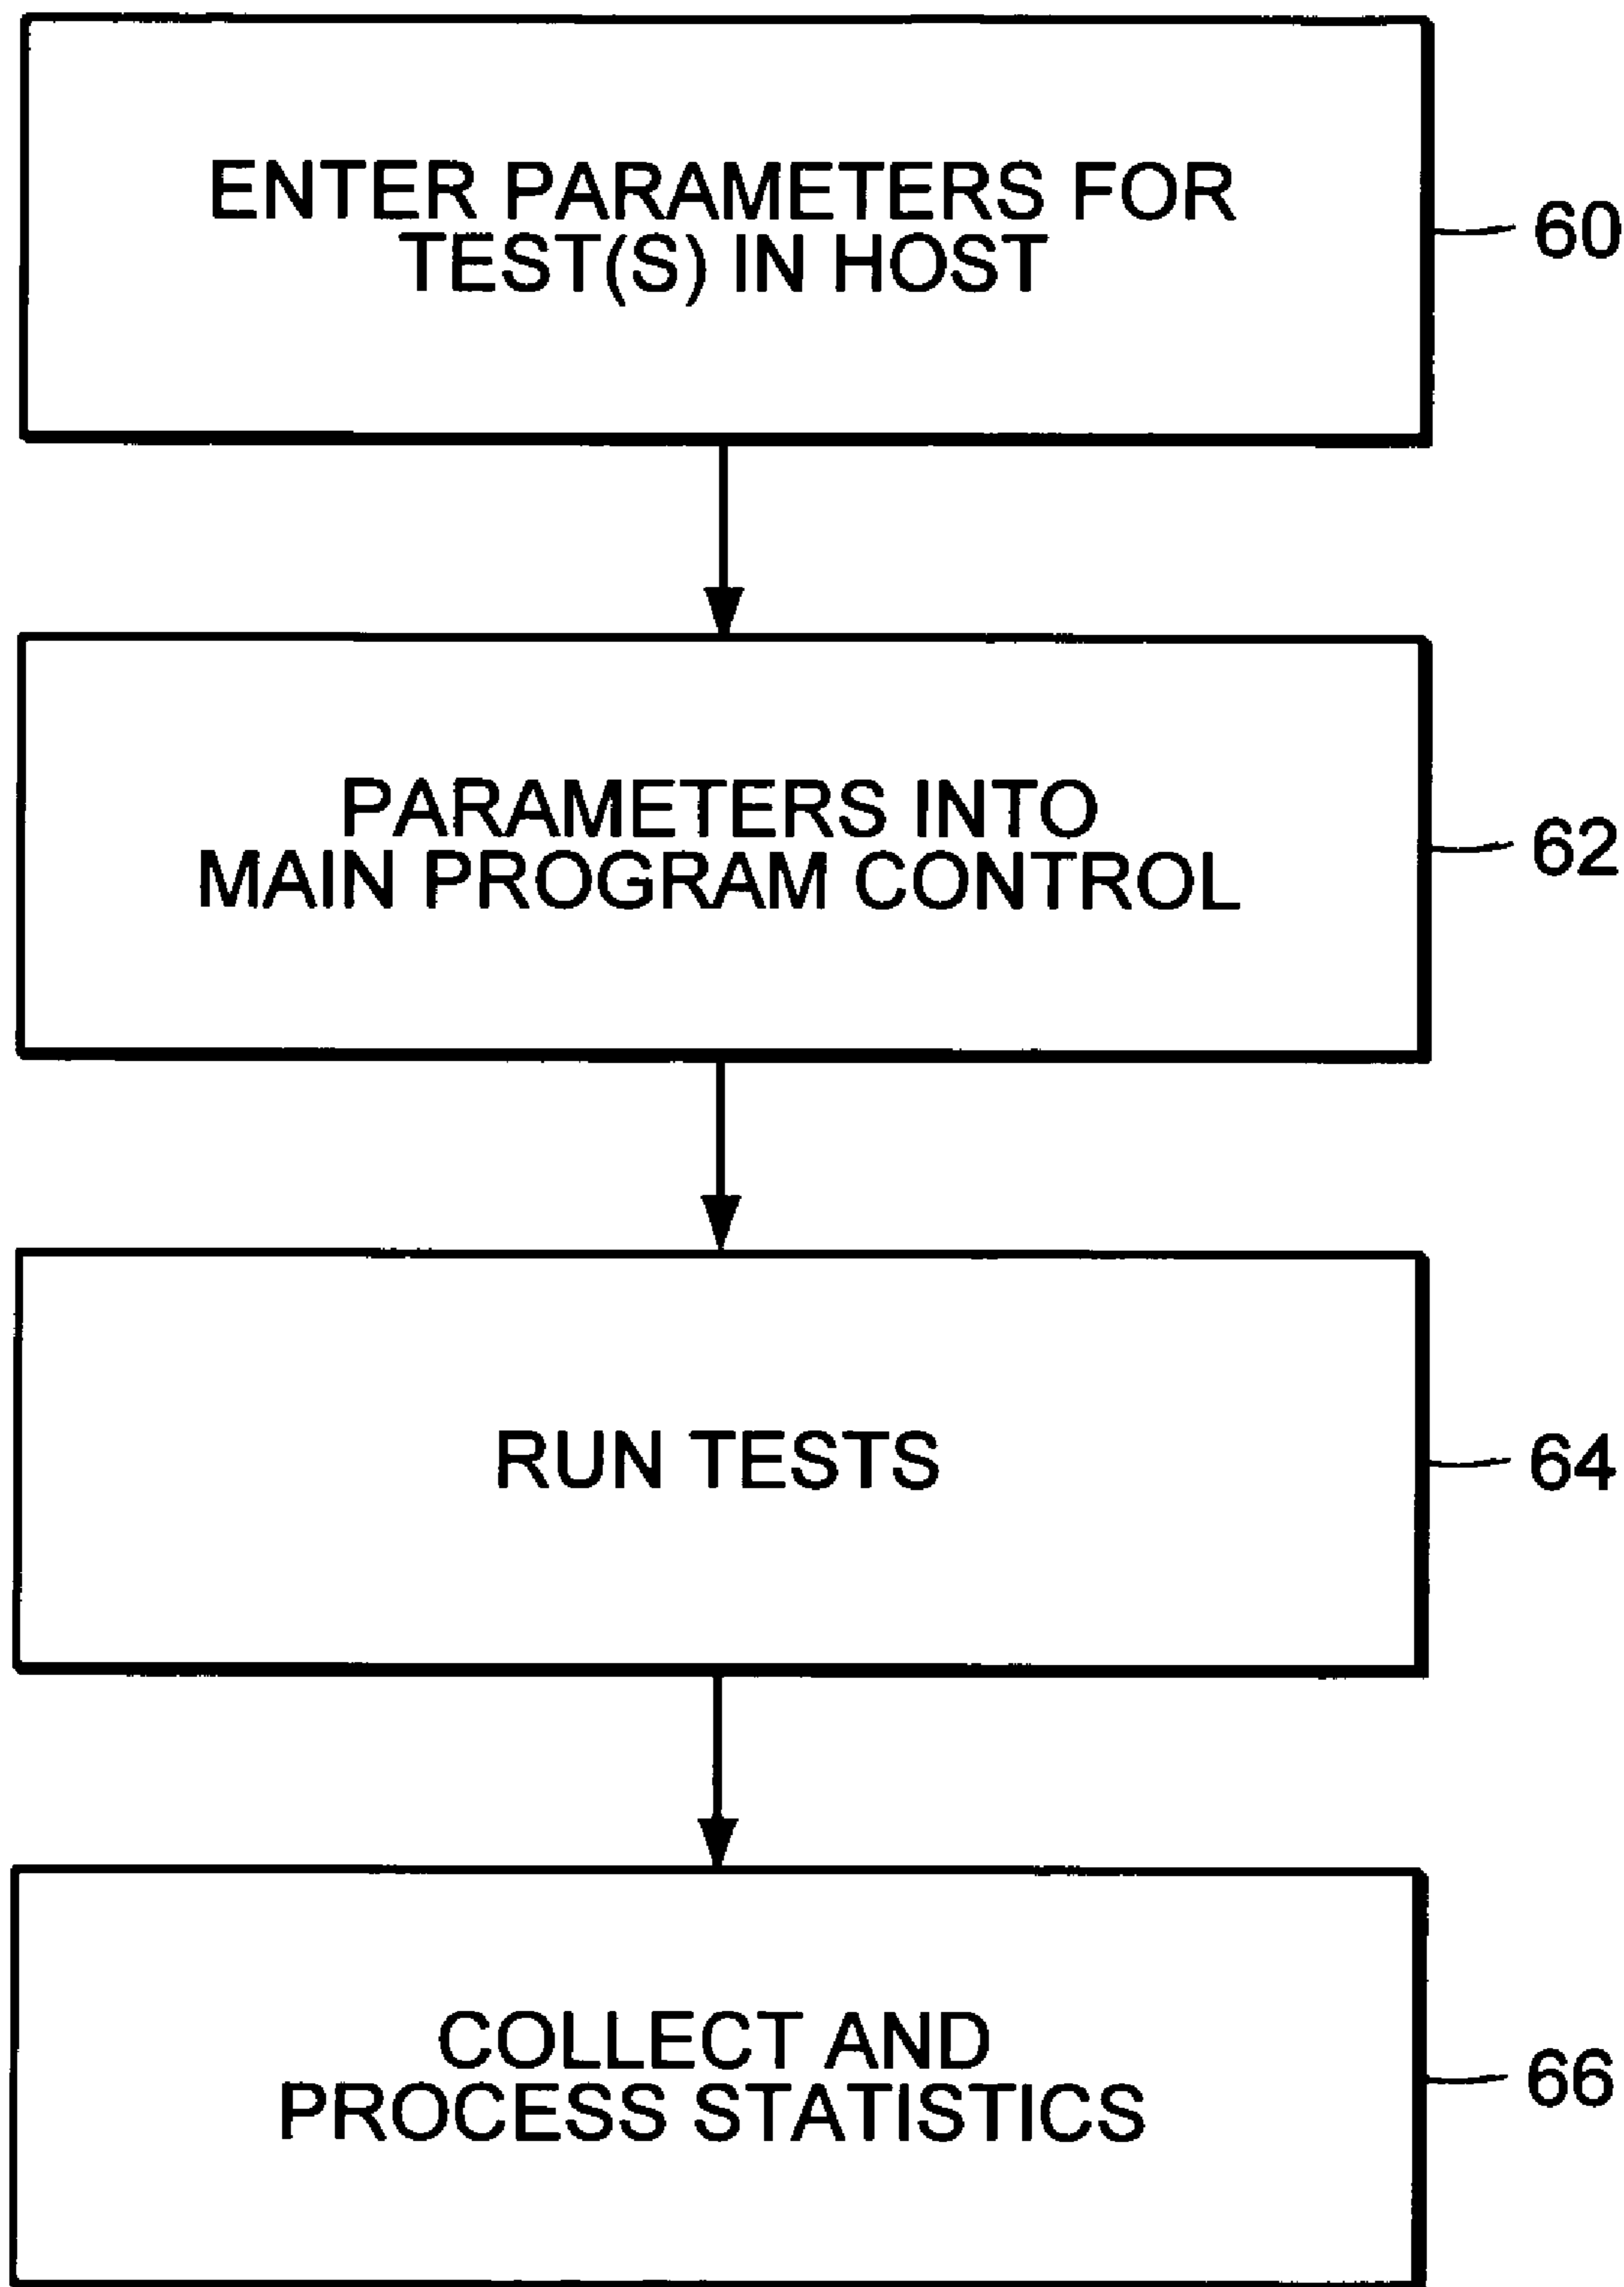 ENTER PARAMETERS FOR
TEST(S) IN HOST
60
PARAMETERS INTO
MAIN PROGRAM CONTROL
62
RUN TESTS
64
COLLECT AND
PROCESS STATISTICS
66